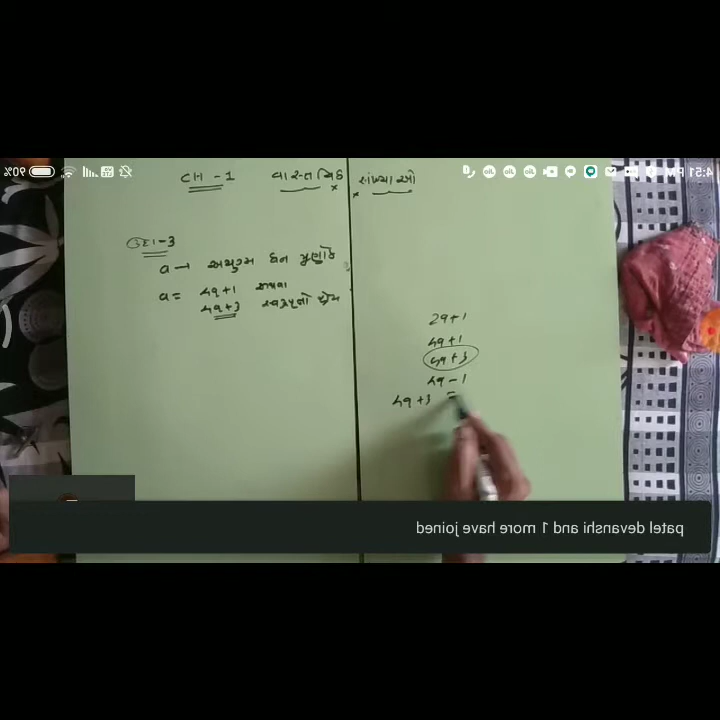 4:51 PM 90%
CH - 1 વાસ્તવિક સંખ્યાઓ
ઉદા-3
a → અયુગ્મ ધન પૂર્ણાંક
a = 4q+1 અથવા
4q+3 સ્વરૂપનો હોય
2q+1
4q+1
4q+3
4q-1
4q+3 =
patel devanshi and 1 more have joined